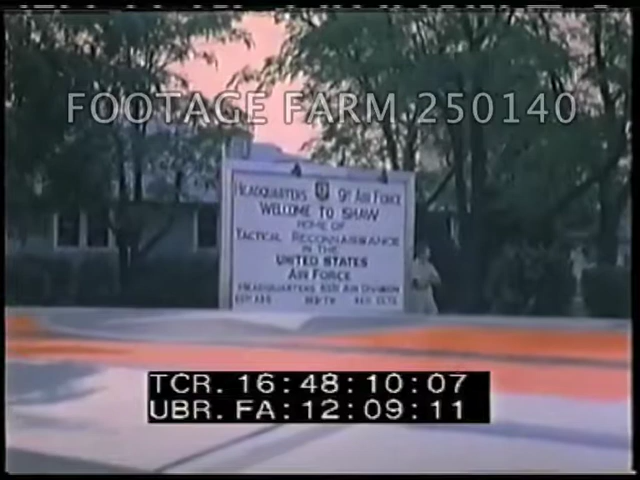 FOOTAGE FARM 250140
HEADQUARTERS 9TH AIR FORCE
WELCOME TO SHAW
HOME OF
TACTICAL RECONNAISSANCE
IN THE
UNITED STATES
AIR FORCE
HEADQUARTERS AIR DIVISION
TCR. 16:48:10:07
UBR. FA:12:09:11